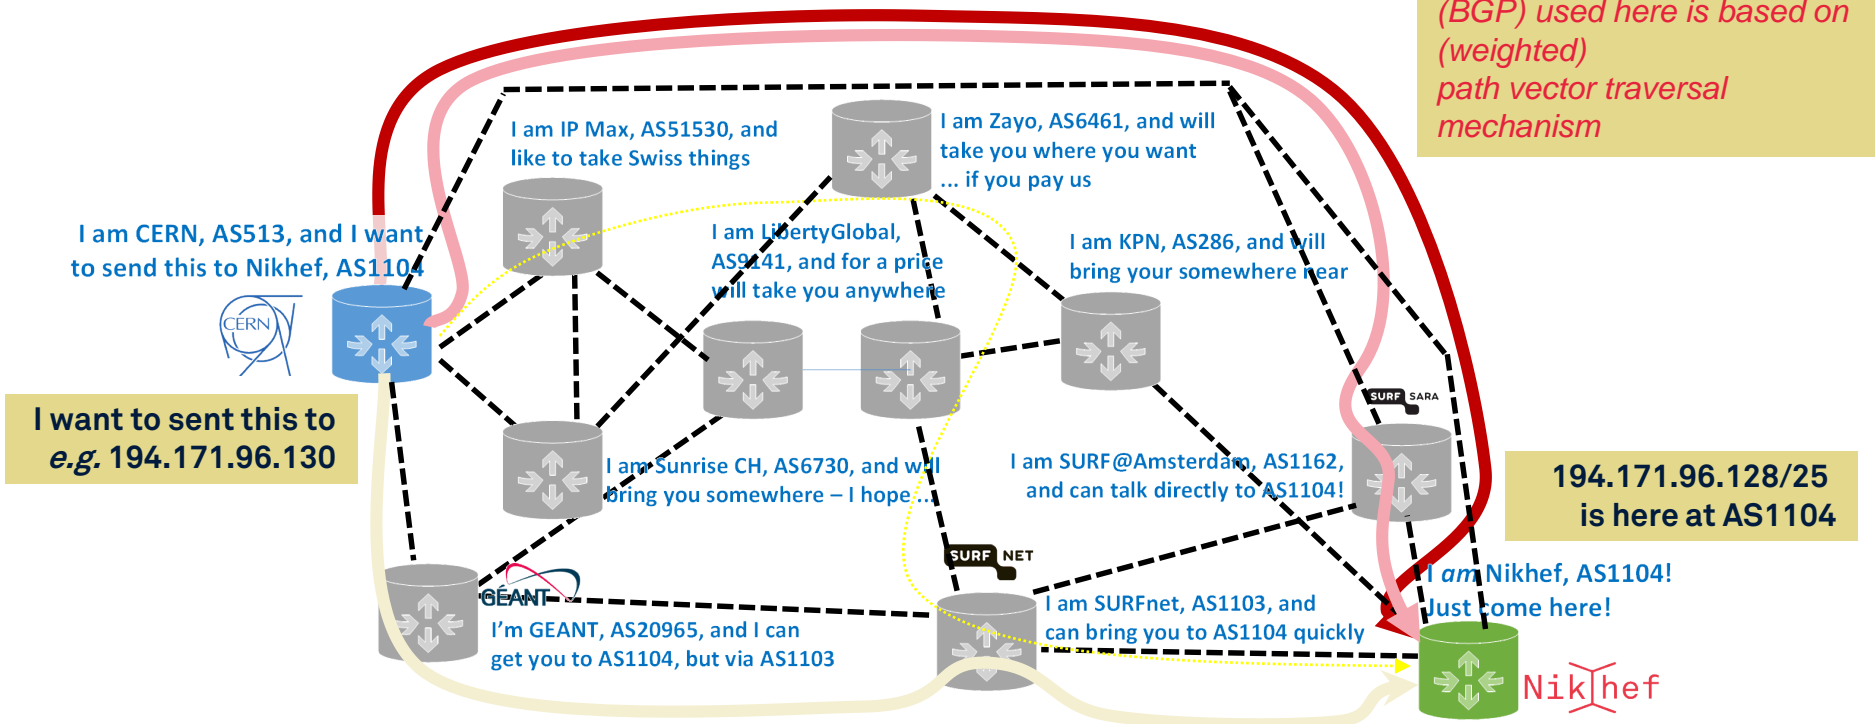 (BGP) used here is based on
(weighted)
path vector traversal
mechanism
I am IP Max, AS51530, and
like to take Swiss things
I am Zayo, AS6461, and will
take you where you want
... if you pay us
I am CERN, AS513, and I want
to send this to Nikhef, AS1104
CERN
I am LibertyGlobal,
AS9141, and for a price
will take you anywhere
I am KPN, AS286, and will
bring your somewhere near
I want to sent this to
e.g. 194.171.96.130
SURF SARA
I am Sunrise CH, AS6730, and will
bring you somewhere – I hope ...
I am SURF@Amsterdam, AS1162,
and can talk directly to AS1104!
194.171.96.128/25
is here at AS1104
SURF NET
I am Nikhef, AS1104!
Just come here!
GÉANT
I'm GEANT, AS20965, and I can
get you to AS1104, but via AS1103
I am SURFnet, AS1103, and
can bring you to AS1104 quickly
Nikhef